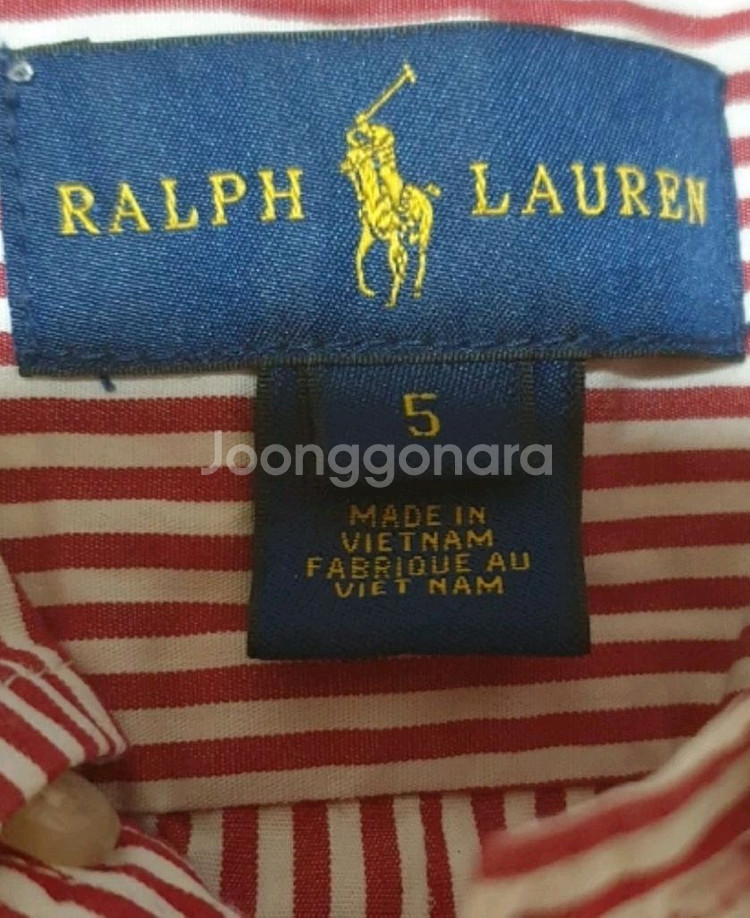 RALPH LAUREN
5
Joonggonara
MADE IN
VIETNAM
FABRIQUE AU
VIET NAM